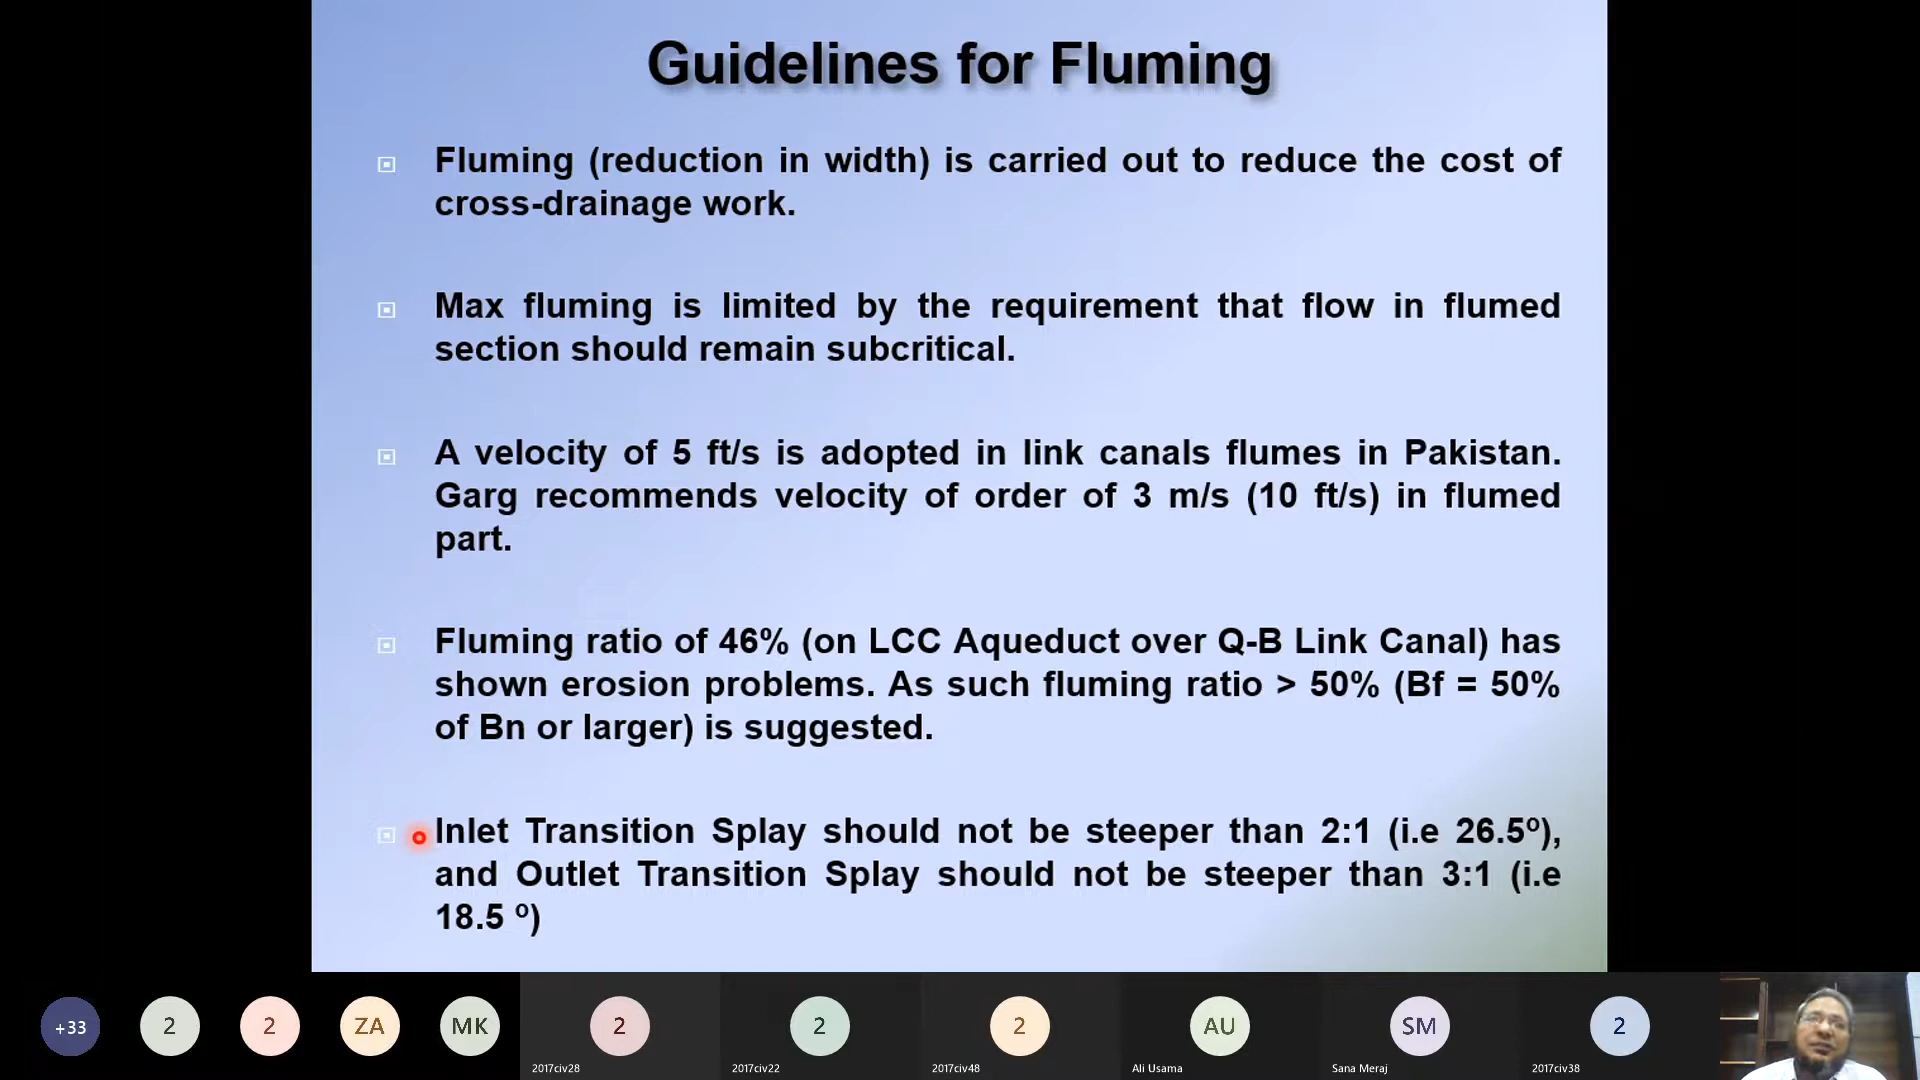 Guidelines for Fluming
Fluming (reduction in width) is carried out to reduce the cost of
cross-drainage work.
Max fluming is limited by the requirement that flow in flumed
section should remain subcritical.
A velocity of 5 ft/s is adopted in link canals flumes in Pakistan.
Garg recommends velocity of order of 3 m/s (10 ft/s) in flumed
part.
Fluming ratio of 46% (on LCC Aqueduct over Q-B Link Canal) has
shown erosion problems. As such fluming ratio > 50% (Bf = 50%
of Bn or larger) is suggested.
Inlet Transition Splay should not be steeper than 2:1 (i.e 26.5º),
and Outlet Transition Splay should not be steeper than 3:1 (i.e
18.5 º)
+33 2 2 ZA MK 2 2 2 AU SM 2
2017civ28 2017civ22 2017civ48 Ali Usama Sana Meraj 2017civ38